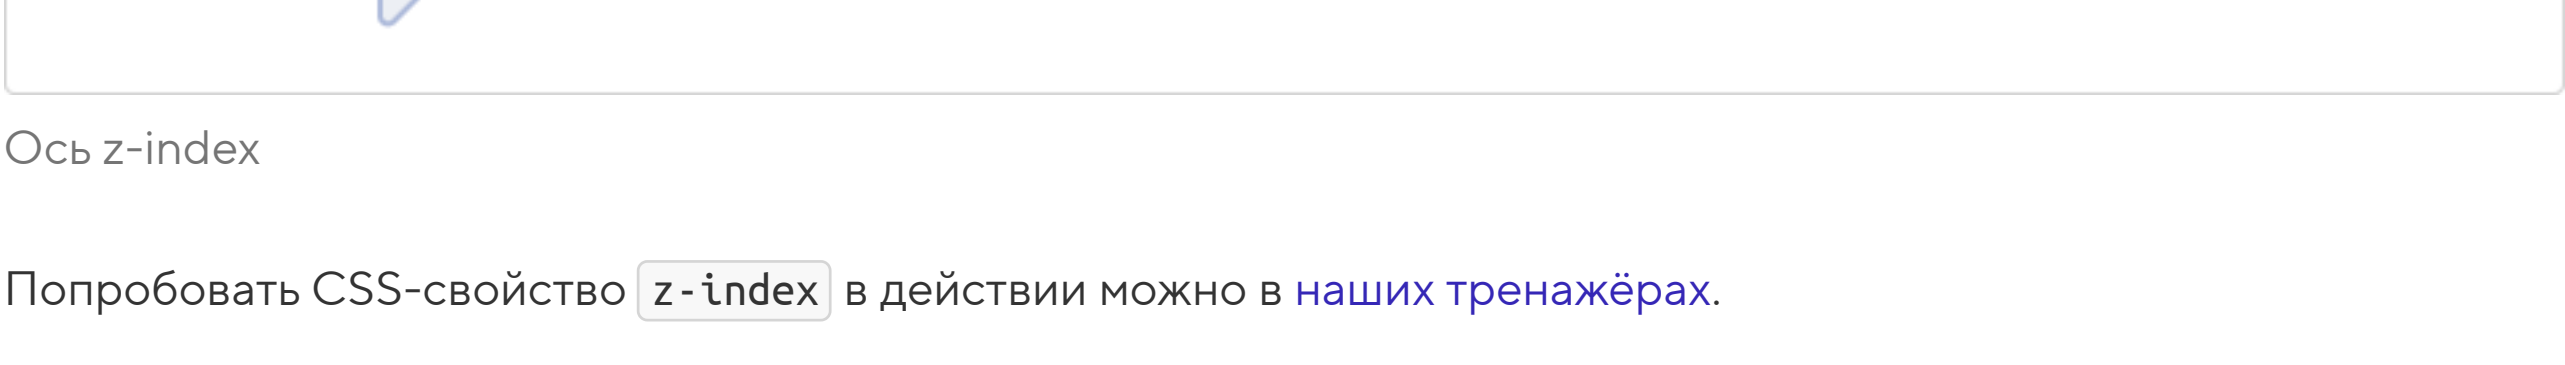 Ось z-index
Попробовать CSS-свойство z-index в действии можно в наших тренажёрах.